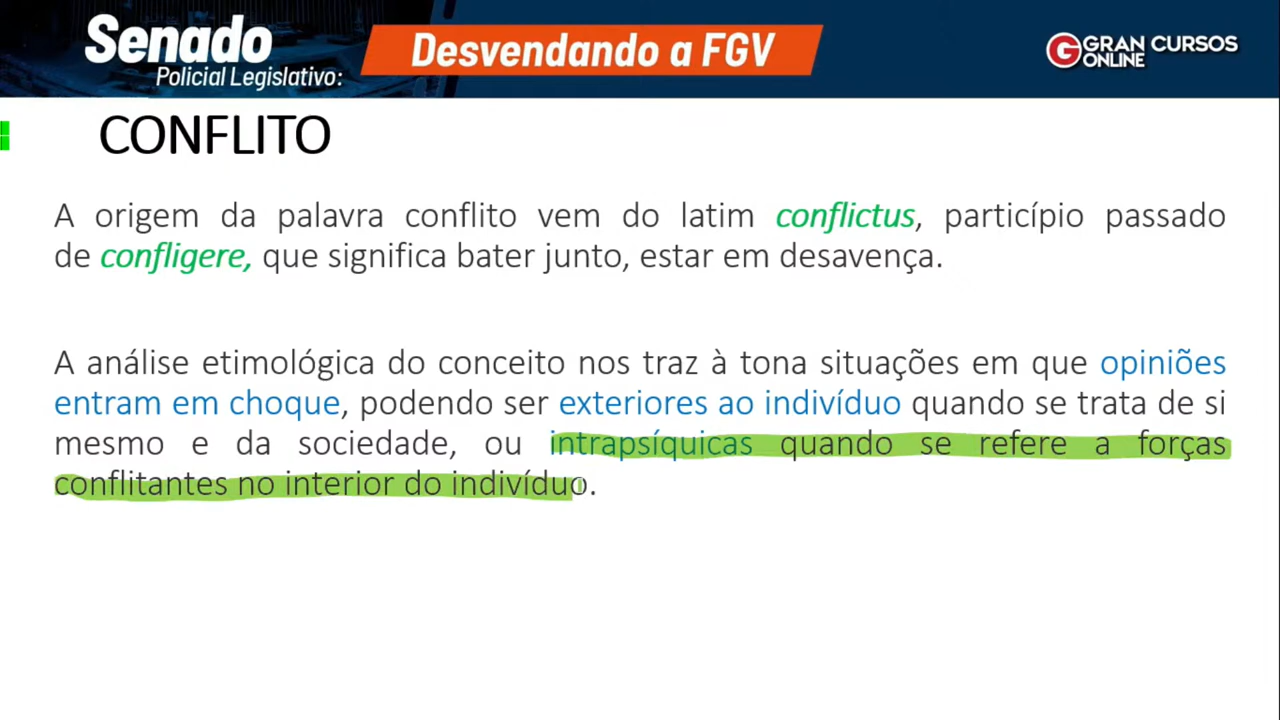 Senado
Policial Legislativo:
Desvendando a FGV
GRAN CURSOS
ONLINE
CONFLITO
A origem da palavra conflito vem do latim conflictus, particípio passado
de confligere, que significa bater junto, estar em desavença.
A análise etimológica do conceito nos traz à tona situações em que opiniões
entram em choque, podendo ser exteriores ao indivíduo quando se trata de si
mesmo e da sociedade, ou intrapsíquicas quando se refere a forças
conflitantes no interior do indivíduo.